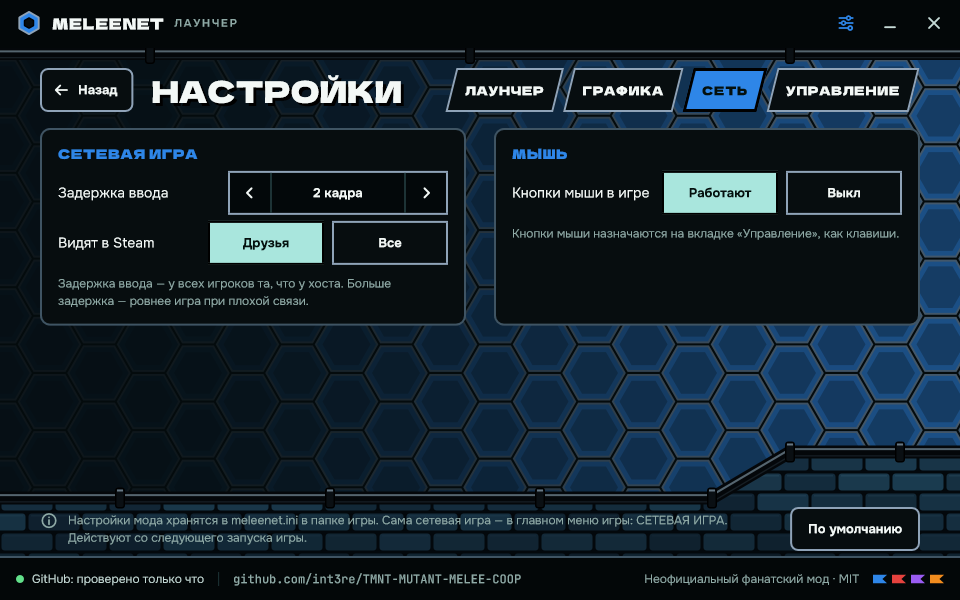 MELEENET ЛАУНЧЕР
Назад
НАСТРОЙКИ
ЛАУНЧЕР
ГРАФИКА
СЕТЬ
УПРАВЛЕНИЕ
СЕТЕВАЯ ИГРА
Задержка ввода
2 кадра
Видят в Steam
Друзья
Все
Задержка ввода — у всех игроков та, что у хоста. Больше
задержка — ровнее игра при плохой связи.
МЫШЬ
Кнопки мыши в игре
Работают
Выкл
Кнопки мыши назначаются на вкладке «Управление», как клавиши.
Настройки мода хранятся в meleenet.ini в папке игры. Сама сетевая игра — в главном меню игры: СЕТЕВАЯ ИГРА.
Действуют со следующего запуска игры.
По умолчанию
GitHub: проверено только что
github.com/int3re/TMNT-MUTANT-MELEE-COOP
Неофициальный фанатский мод · MIT